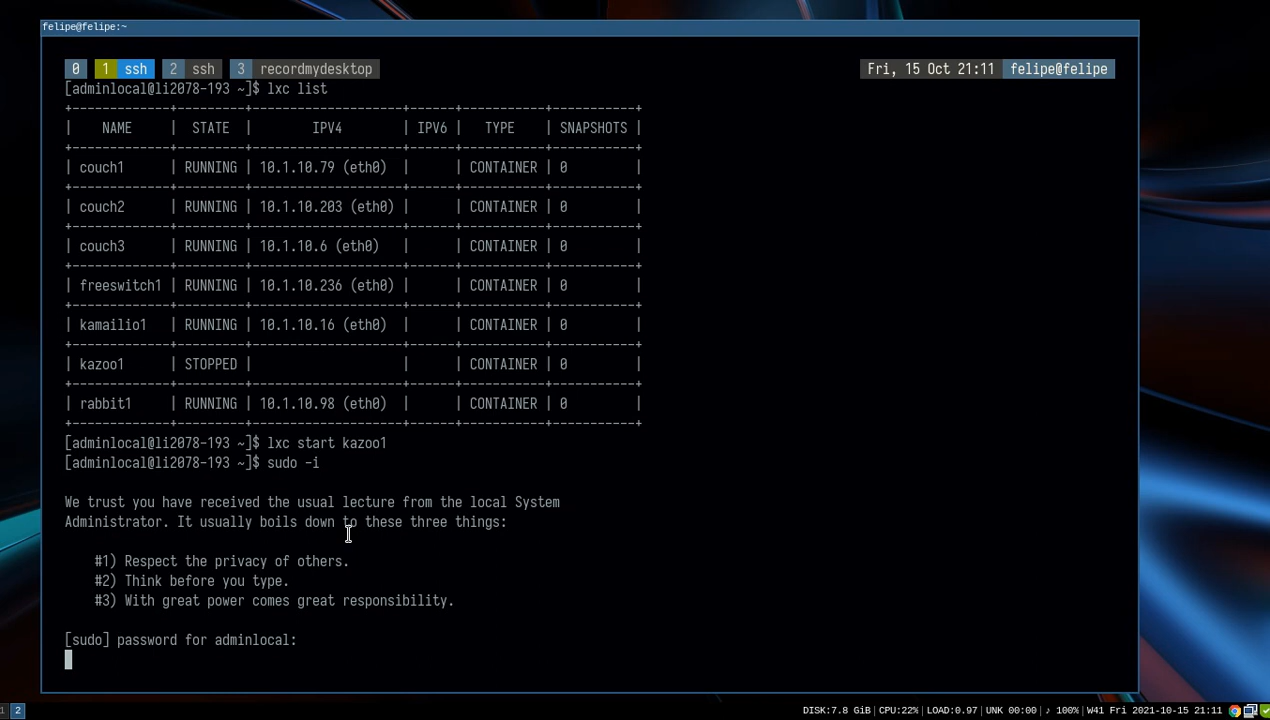 felipe@felipe:~
0 1 ssh 2 ssh 3 recordmydesktop Fri, 15 Oct 21:11 felipe@felipe
[adminlocal@li2078-193 ~]$ lxc list
+--------------+---------+--------------------+------+-----------+-----------+
| NAME | STATE | IPV4 | IPV6 | TYPE | SNAPSHOTS |
+--------------+---------+--------------------+------+-----------+-----------+
| couch1 | RUNNING | 10.1.10.79 (eth0) | | CONTAINER | 0 |
+--------------+---------+--------------------+------+-----------+-----------+
| couch2 | RUNNING | 10.1.10.203 (eth0) | | CONTAINER | 0 |
+--------------+---------+--------------------+------+-----------+-----------+
| couch3 | RUNNING | 10.1.10.6 (eth0) | | CONTAINER | 0 |
+--------------+---------+--------------------+------+-----------+-----------+
| freeswitch1 | RUNNING | 10.1.10.236 (eth0) | | CONTAINER | 0 |
+--------------+---------+--------------------+------+-----------+-----------+
| kamailio1 | RUNNING | 10.1.10.16 (eth0) | | CONTAINER | 0 |
+--------------+---------+--------------------+------+-----------+-----------+
| kazoo1 | STOPPED | | | CONTAINER | 0 |
+--------------+---------+--------------------+------+-----------+-----------+
| rabbit1 | RUNNING | 10.1.10.98 (eth0) | | CONTAINER | 0 |
+--------------+---------+--------------------+------+-----------+-----------+
[adminlocal@li2078-193 ~]$ lxc start kazoo1
[adminlocal@li2078-193 ~]$ sudo -i
We trust you have received the usual lecture from the local System
Administrator. It usually boils down to these three things:
#1) Respect the privacy of others.
#2) Think before you type.
#3) With great power comes great responsibility.
[sudo] password for adminlocal:
1 2 DISK:7.8 GiB|CPU:22%|LOAD:0.97|UNK 00:00|♪ 100%|W41 Fri 2021-10-15 21:11